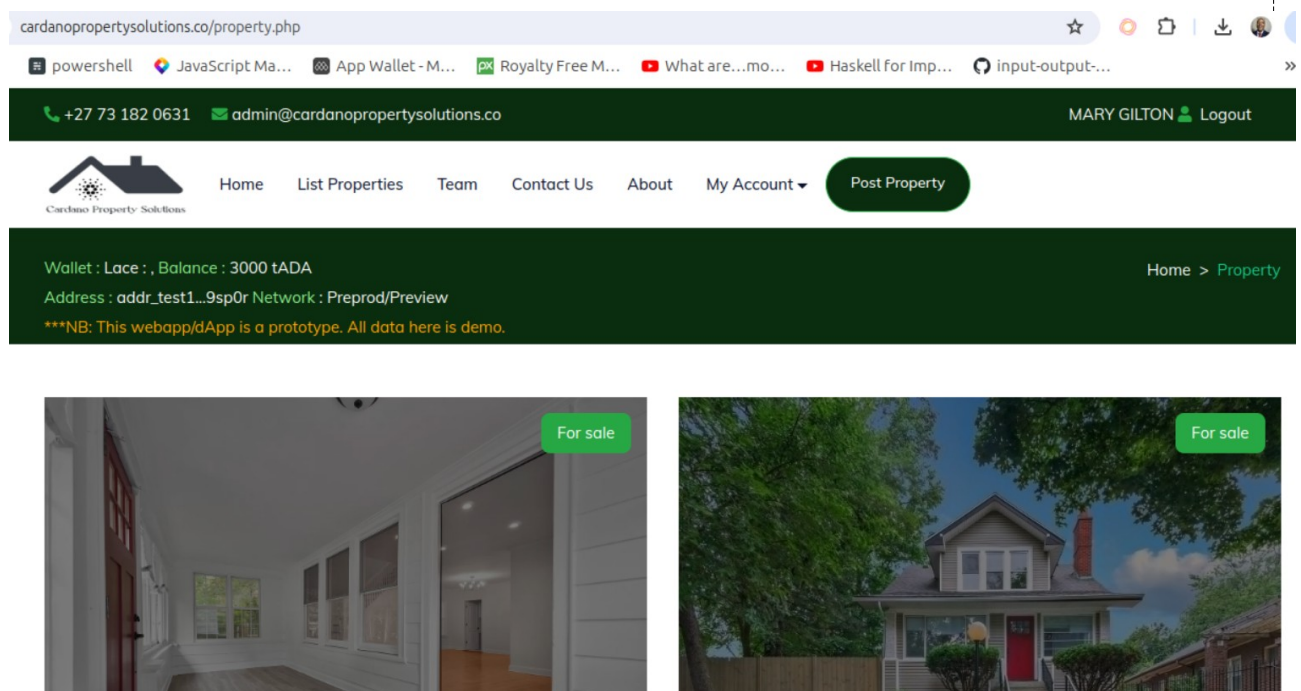 cardanopropertysolutions.co/property.php
powershell JavaScript Ma... App Wallet - M... Royalty Free M... What are...mo... Haskell for Imp... input-output-... »
+27 73 182 0631 admin@cardanopropertysolutions.co MARY GILTON Logout
Cardano Property Solutions
Home List Properties Team Contact Us About My Account Post Property
Wallet : Lace : , Balance : 3000 tADA
Home > Property
Address : addr_test1...9sp0r Network : Preprod/Preview
***NB: This webapp/dApp is a prototype. All data here is demo.
For sale
For sale